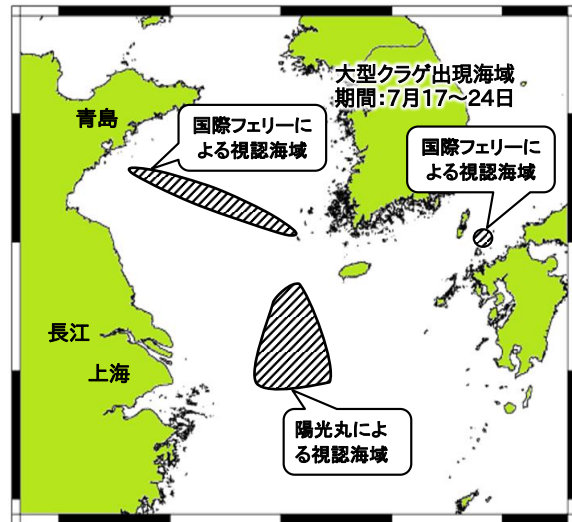 大型クラゲ出現海域
期間:7月17~24日
青島
国際フェリーに
よる視認海域
国際フェリーに
よる視認海域
長江
上海
陽光丸によ
る視認海域